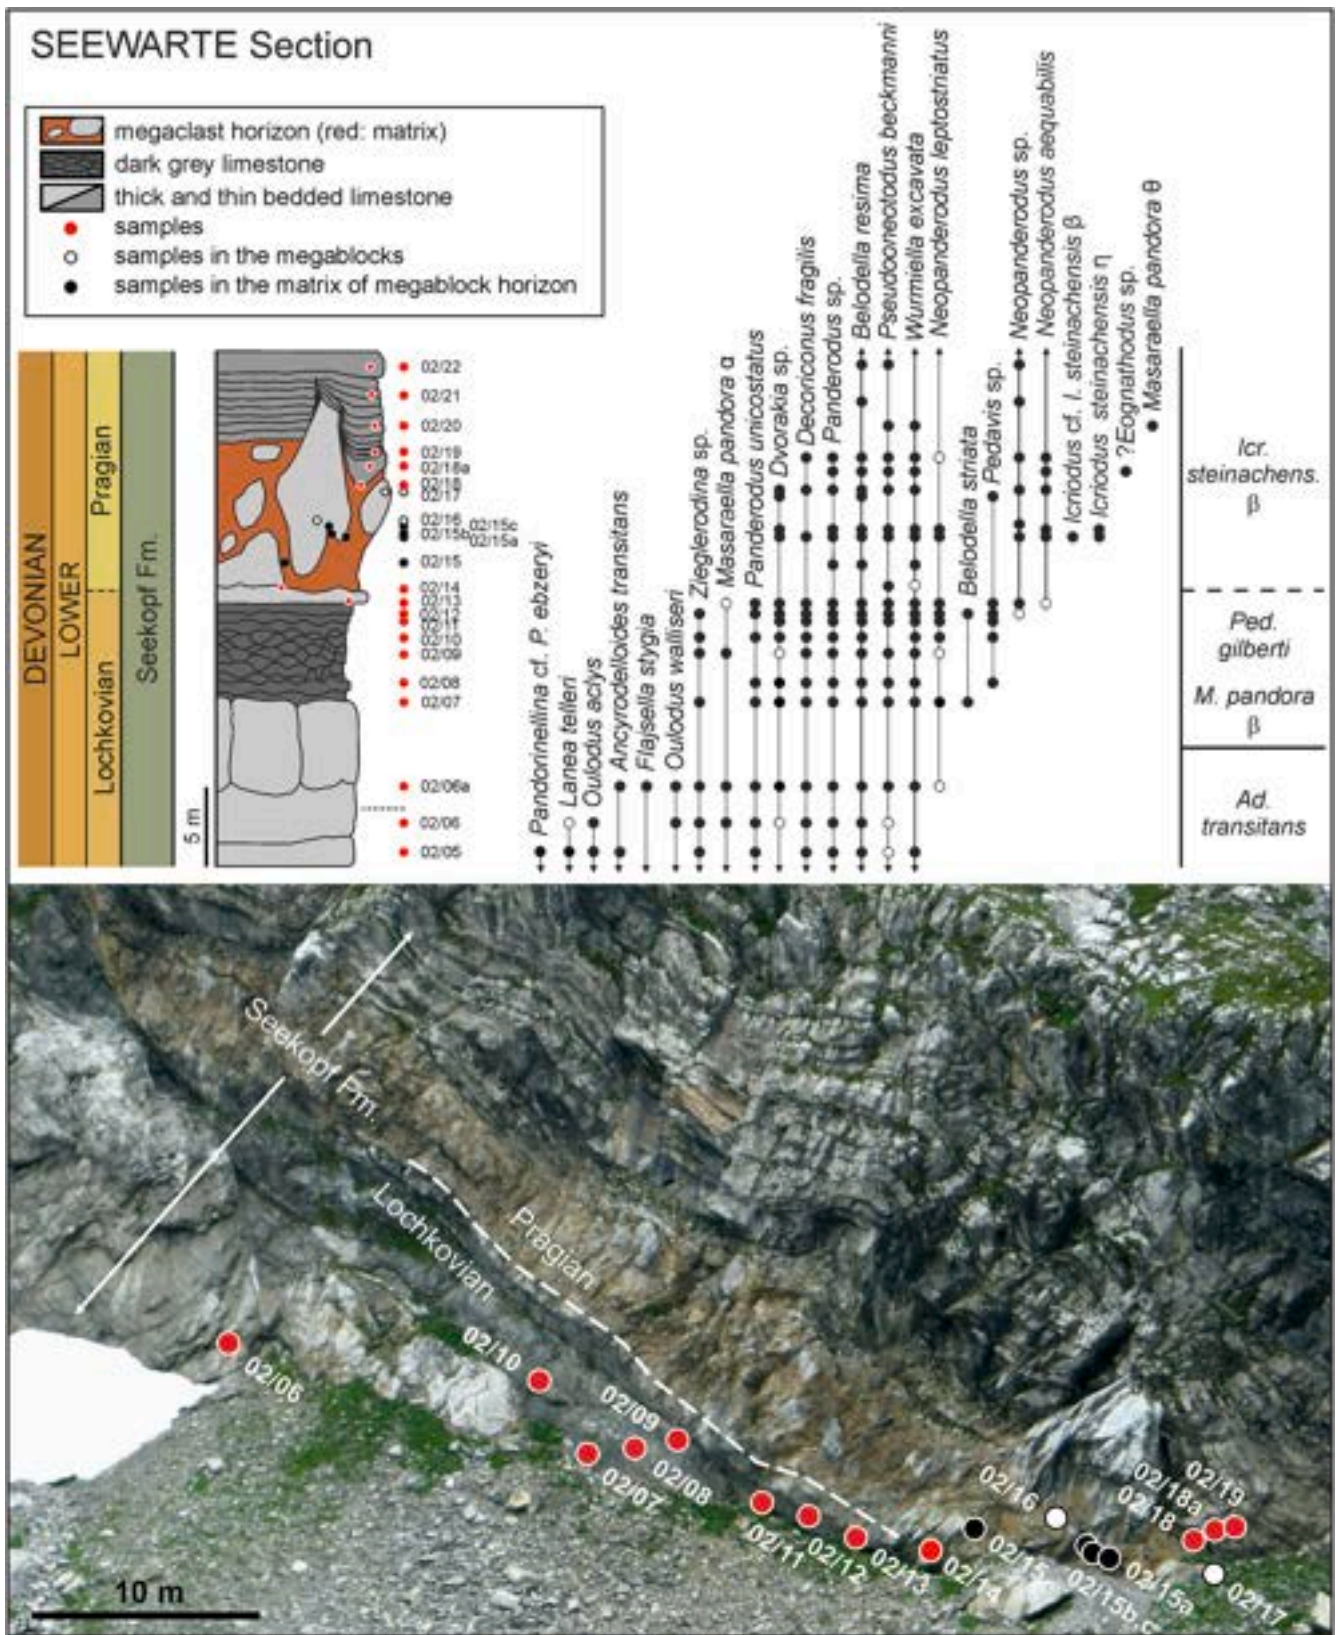 SEEWARTE Section
megaclast horizon (red: matrix)
dark grey limestone
thick and thin bedded limestone
samples
samples in the megablocks
samples in the matrix of megablock horizon
DEVONIAN
LOWER
Pragian
Lochkovian
Seekopf Fm.
5 m
02/22
02/21
02/20
02/19
02/18a
02/18
02/17
02/16
02/15c
02/15b
02/15a
02/15
02/14
02/13
02/12
02/11
02/10
02/09
02/08
02/07
02/06a
02/06
02/05
Pandorinellina cf. P. ebzeryi
Lanea telleri
Oulodus aclys
Ancyrodelloides transitans
Flajsella stygia
Oulodus walliseri
Zieglerodina sp.
Masaraella pandora α
Panderodus unicostatus
Dvorakia sp.
Decoriconus fragilis
Panderodus sp.
Belodella resima
Pseudooneotodus beckmanni
Wurmiella excavata
Neopanderodus leptostriatus
Belodella striata
Pedavis sp.
Neopanderodus sp.
Neopanderodus aequabilis
Icriodus cf. I. steinachensis β
Icriodus steinachensis η
?Eognathodus sp.
Masaraella pandora θ
Icr.
steinachens.
β
Ped.
gilberti
M. pandora
β
Ad.
transitans
Seekopf Fm.
Lochkovian
Pragian
02/06
02/10
02/09
02/08
02/07
02/11
02/12
02/13
02/14
02/15
02/16
02/15b,c
02/15a
02/18
02/18a
02/19
02/17
10 m